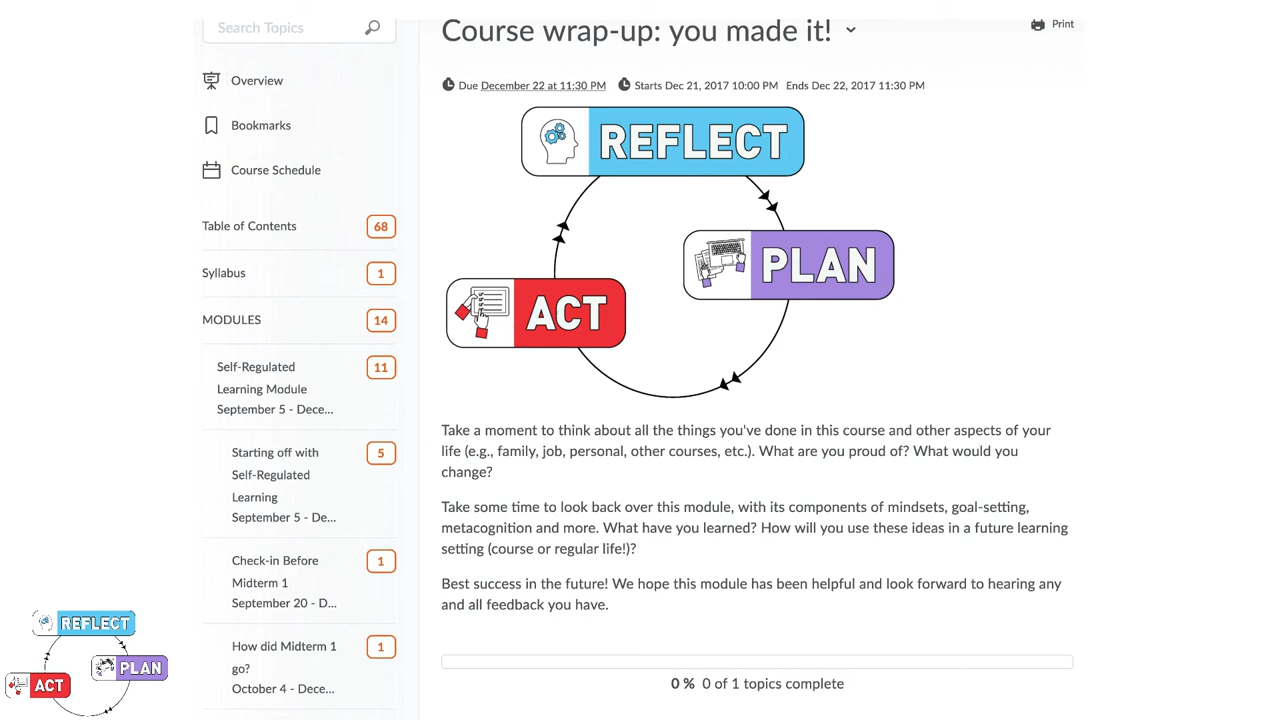 Search Topics
Overview
Bookmarks
Course Schedule
Table of Contents 68
Syllabus 1
MODULES 14
Self-Regulated 11
Learning Module
September 5 - Dece...
Starting off with 5
Self-Regulated
Learning
September 5 - De...
Check-in Before 1
Midterm 1
September 20 - D...
How did Midterm 1 1
go?
October 4 - Dece...
Course wrap-up: you made it!
Print
Due December 22 at 11:30 PM Starts Dec 21, 2017 10:00 PM Ends Dec 22, 2017 11:30 PM
REFLECT
PLAN
ACT
Take a moment to think about all the things you've done in this course and other aspects of your
life (e.g., family, job, personal, other courses, etc.). What are you proud of? What would you
change?
Take some time to look back over this module, with its components of mindsets, goal-setting,
metacognition and more. What have you learned? How will you use these ideas in a future learning
setting (course or regular life!)?
Best success in the future! We hope this module has been helpful and look forward to hearing any
and all feedback you have.
0 % 0 of 1 topics complete
REFLECT
PLAN
ACT